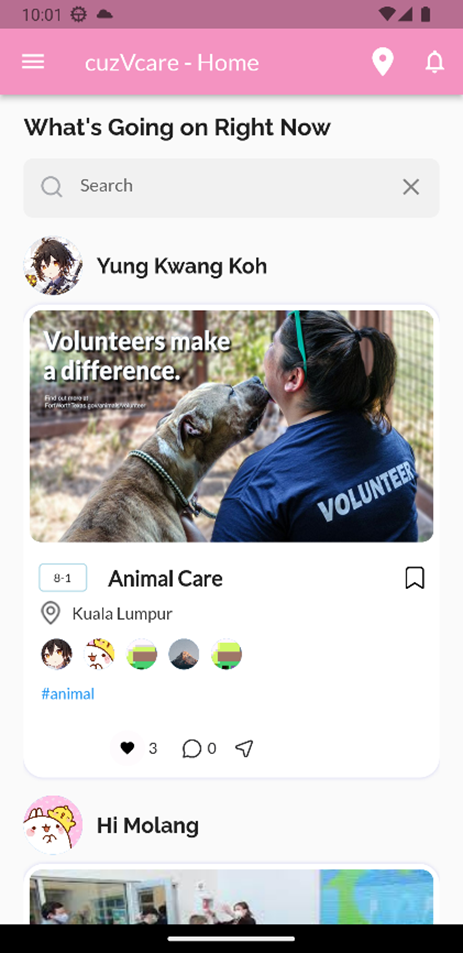 10:01
cuzVcare - Home
What's Going on Right Now
Search
Yung Kwang Koh
Volunteers make
a difference.
Find out more at
FortWorthTexas.gov/animals/volunteer
VOLUNTEER
8-1
Animal Care
Kuala Lumpur
#animal
3 0
Hi Molang